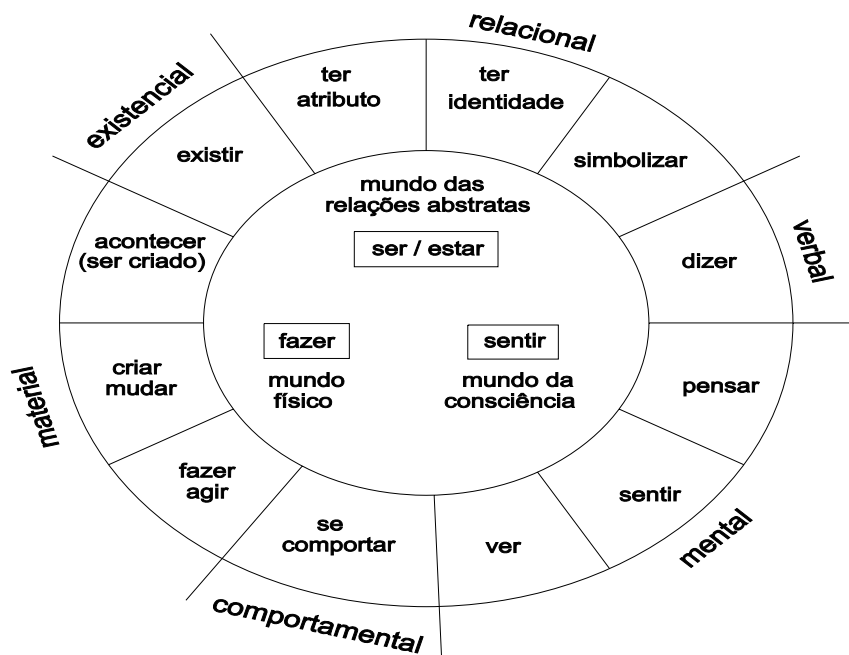 relacional
existencial
ter
atributo
ter
identidade
existir
simbolizar
mundo das
relações abstratas
ser / estar
acontecer
(ser criado)
dizer
verbal
fazer
sentir
mundo
físico
mundo da
consciência
criar
mudar
pensar
material
fazer
agir
sentir
mental
se
comportar
ver
comportamental